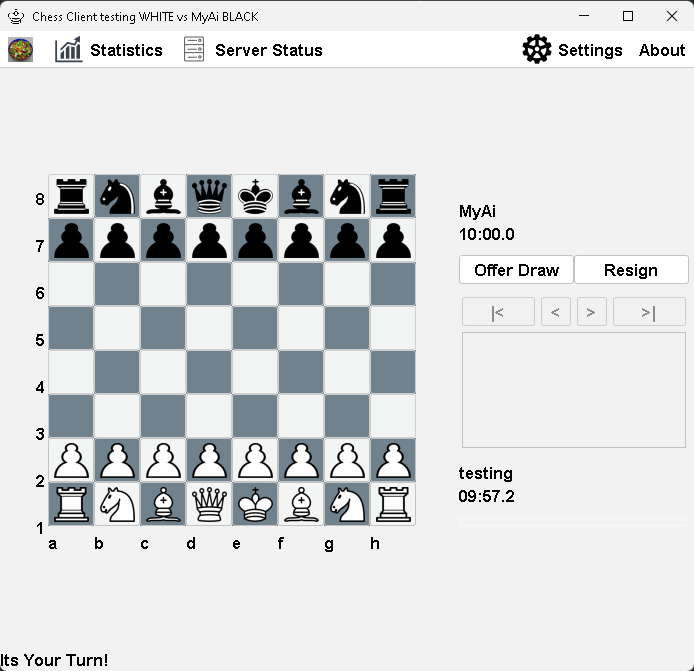 Chess Client testing WHITE vs MyAi BLACK
Statistics
Server Status
Settings
About
8
7
6
5
4
3
2
1
a b c d e f g h
MyAi
10:00.0
Offer Draw
Resign
|<
<
>
>|
testing
09:57.2
Its Your Turn!